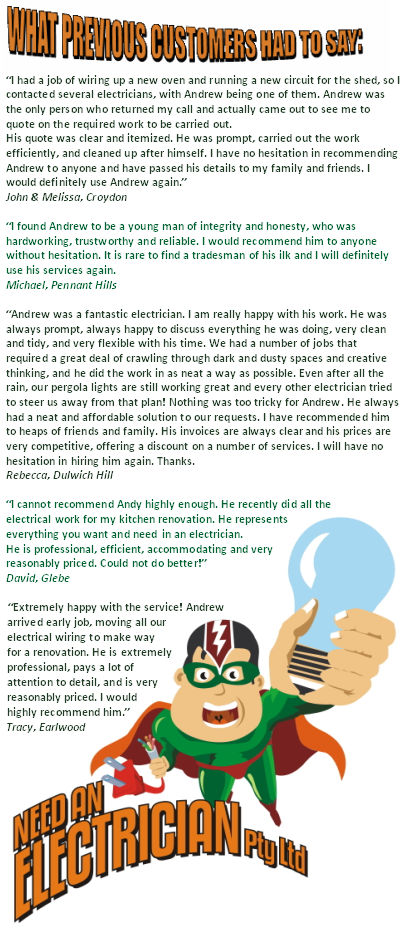 WHAT PREVIOUS CUSTOMERS HAD TO SAY:
“I had a job of wiring up a new oven and running a new circuit for the shed, so I
contacted several electricians, with Andrew being one of them. Andrew was
the only person who returned my call and actually came out to see me to
quote on the required work to be carried out.
His quote was clear and itemized. He was prompt, carried out the work
efficiently, and cleaned up after himself. I have no hesitation in recommending
Andrew to anyone and have passed his details to my family and friends. I
would definitely use Andrew again.”
John & Melissa, Croydon
“I found Andrew to be a young man of integrity and honesty, who was
hardworking, trustworthy and reliable. I would recommend him to anyone
without hesitation. It is rare to find a tradesman of his ilk and I will definitely
use his services again.
Michael, Pennant Hills
“Andrew was a fantastic electrician. I am really happy with his work. He was
always prompt, always happy to discuss everything he was doing, very clean
and tidy, and very flexible with his time. We had a number of jobs that
required a great deal of crawling through dark and dusty spaces and creative
thinking, and he did the work in as neat a way as possible. Even after all the
rain, our pergola lights are still working great and every other electrician tried
to steer us away from that plan! Nothing was too tricky for Andrew. He always
had a neat and affordable solution to our requests. I have recommended him
to heaps of friends and family. His invoices are always clear and his prices are
very competitive, offering a discount on a number of services. I will have no
hesitation in hiring him again. Thanks.
Rebecca, Dulwich Hill
“I cannot recommend Andy highly enough. He recently did all the
electrical work for my kitchen renovation. He represents
everything you want and need in an electrician.
He is professional, efficient, accommodating and very
reasonably priced. Could not do better!”
David, Glebe
“Extremely happy with the service! Andrew
arrived early job, moving all our
electrical wiring to make way
for a renovation. He is extremely
professional, pays a lot of
attention to detail, and is very
reasonably priced. I would
highly recommend him.”
Tracy, Earlwood
NEED AN
ELECTRICIAN Pty Ltd